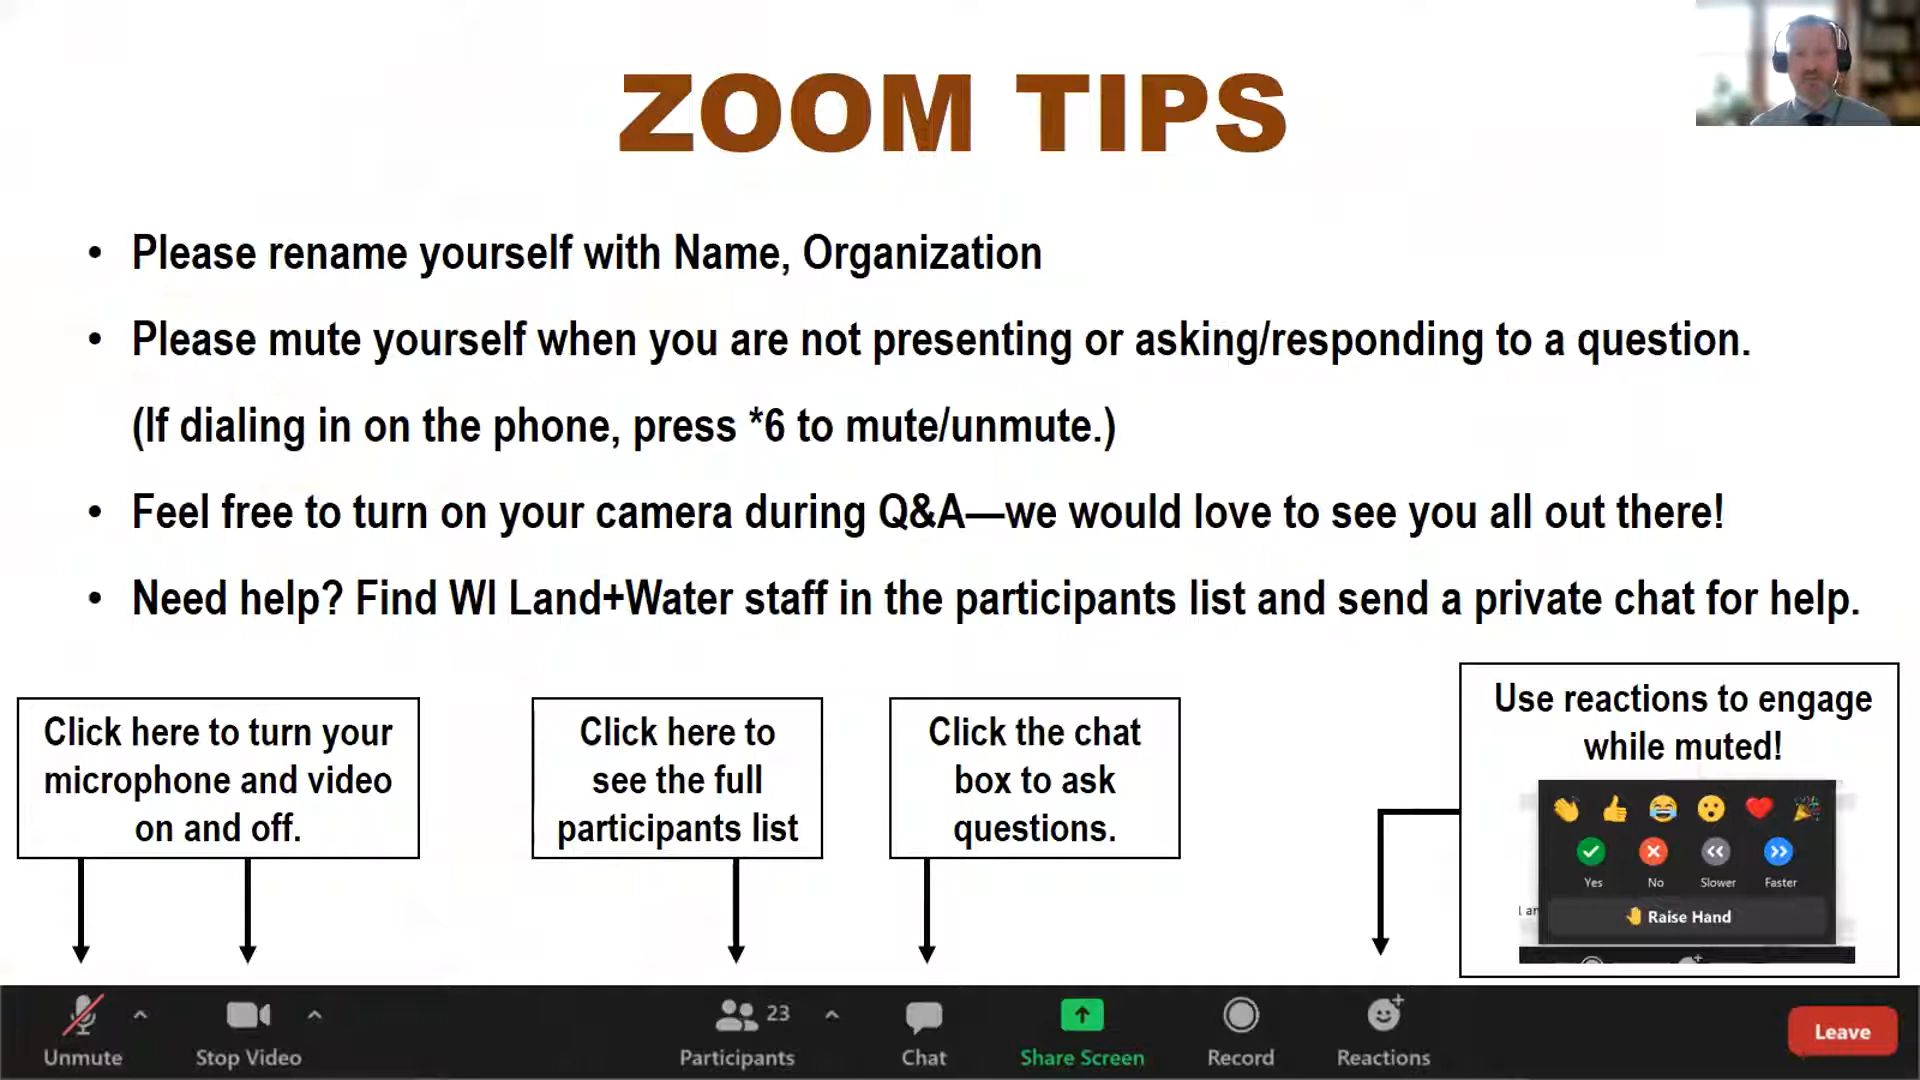 ZOOM TIPS
• Please rename yourself with Name, Organization
• Please mute yourself when you are not presenting or asking/responding to a question.
(If dialing in on the phone, press *6 to mute/unmute.)
• Feel free to turn on your camera during Q&A—we would love to see you all out there!
• Need help? Find WI Land+Water staff in the participants list and send a private chat for help.
Click here to turn your
microphone and video
on and off.
Click here to
see the full
participants list
Click the chat
box to ask
questions.
Use reactions to engage
while muted!
Yes No Slower Faster
Raise Hand
Unmute
Stop Video
23
Participants
Chat
Share Screen
Record
Reactions
Leave